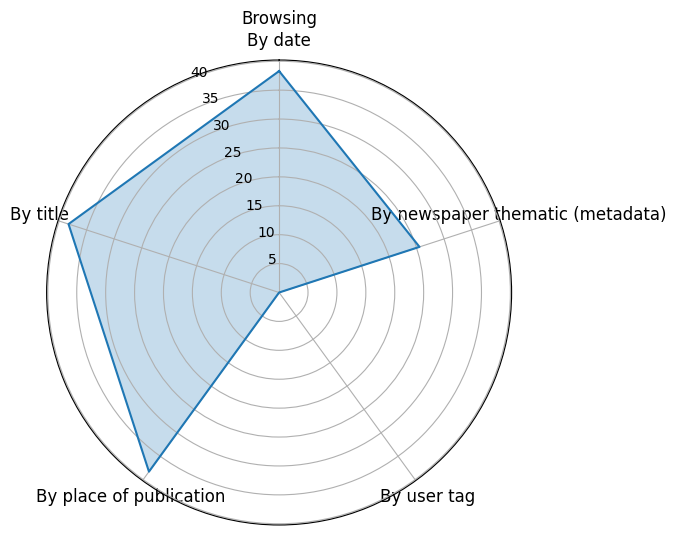 Browsing
By date
40
35
30
25
20
15
10
5
By title
By newspaper thematic (metadata)
By place of publication
By user tag